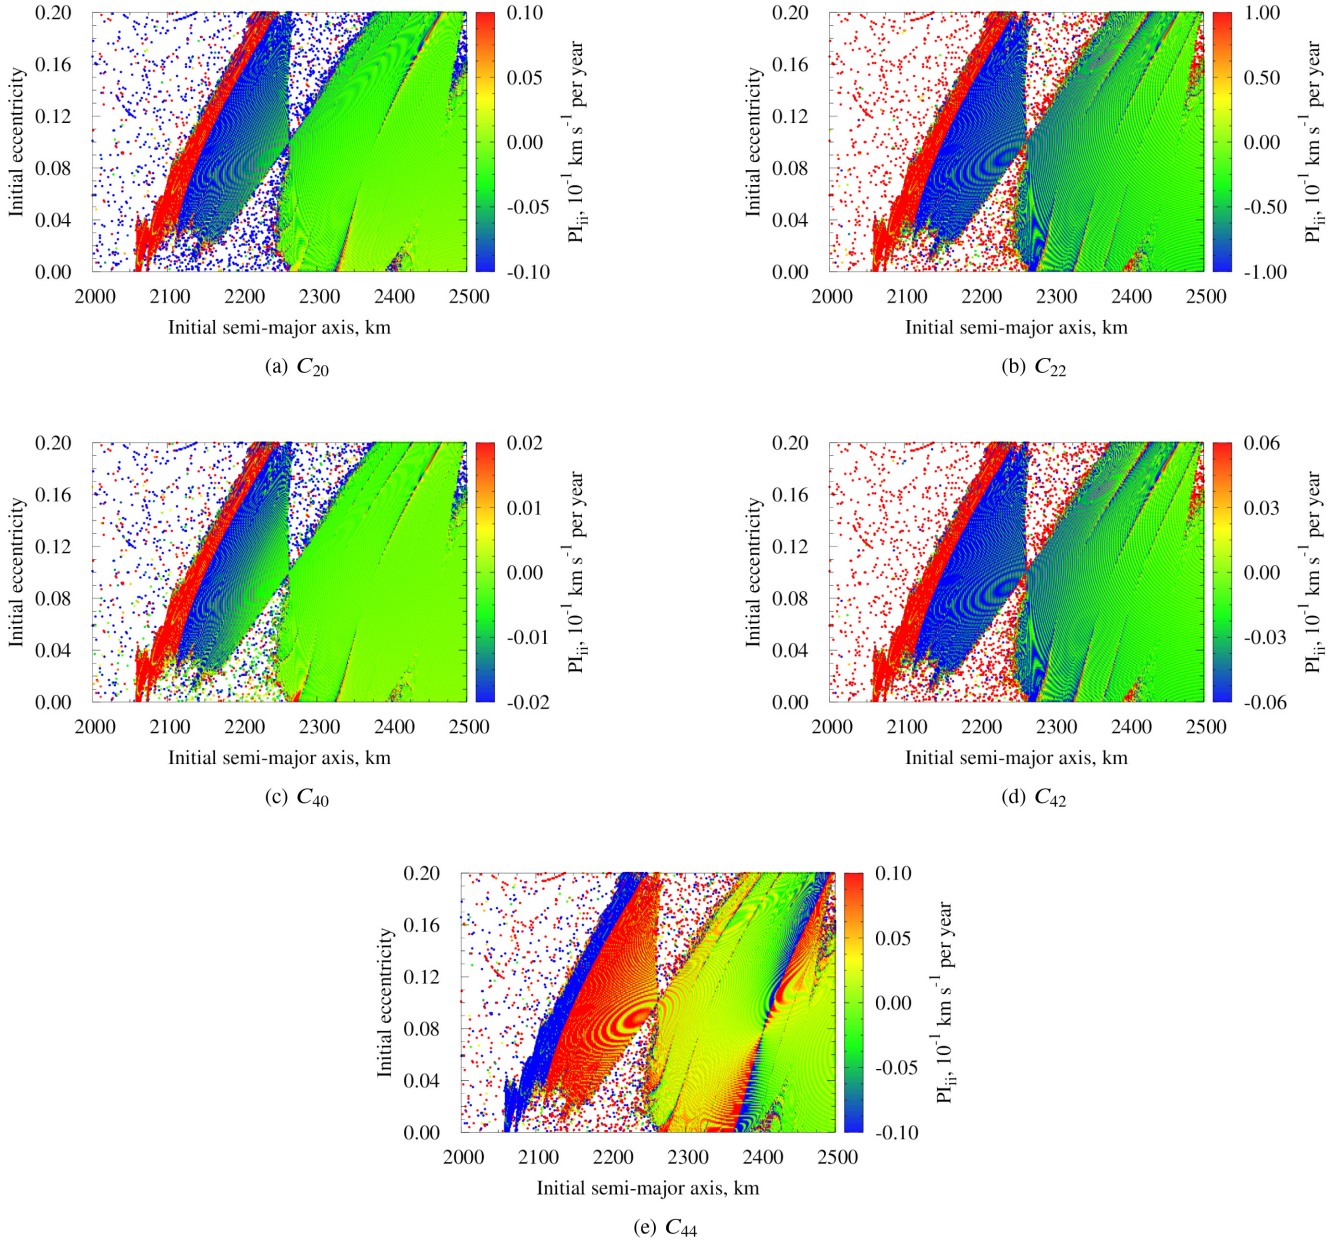 0.20
0.16
0.12
0.08
0.04
0.00
Initial eccentricity
2000 2100 2200 2300 2400 2500
Initial semi-major axis, km
0.10
0.05
0.00
-0.05
-0.10
PI_ii, 10^-1 km s^-1 per year
(a) C_20
0.20
0.16
0.12
0.08
0.04
0.00
Initial eccentricity
2000 2100 2200 2300 2400 2500
Initial semi-major axis, km
1.00
0.50
0.00
-0.50
-1.00
PI_ii, 10^-1 km s^-1 per year
(b) C_22
0.20
0.16
0.12
0.08
0.04
0.00
Initial eccentricity
2000 2100 2200 2300 2400 2500
Initial semi-major axis, km
0.02
0.01
0.00
-0.01
-0.02
PI_ii, 10^-1 km s^-1 per year
(c) C_40
0.20
0.16
0.12
0.08
0.04
0.00
Initial eccentricity
2000 2100 2200 2300 2400 2500
Initial semi-major axis, km
0.06
0.03
0.00
-0.03
-0.06
PI_ii, 10^-1 km s^-1 per year
(d) C_42
0.20
0.16
0.12
0.08
0.04
0.00
Initial eccentricity
2000 2100 2200 2300 2400 2500
Initial semi-major axis, km
0.10
0.05
0.00
-0.05
-0.10
PI_ii, 10^-1 km s^-1 per year
(e) C_44